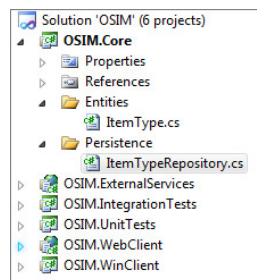 Solution 'OSIM' (6 projects)
OSIM.Core
Properties
References
Entities
ItemType.cs
Persistence
ItemTypeRepository.cs
OSIM.ExternalServices
OSIM.IntegrationTests
OSIM.UnitTests
OSIM.WebClient
OSIM.WinClient